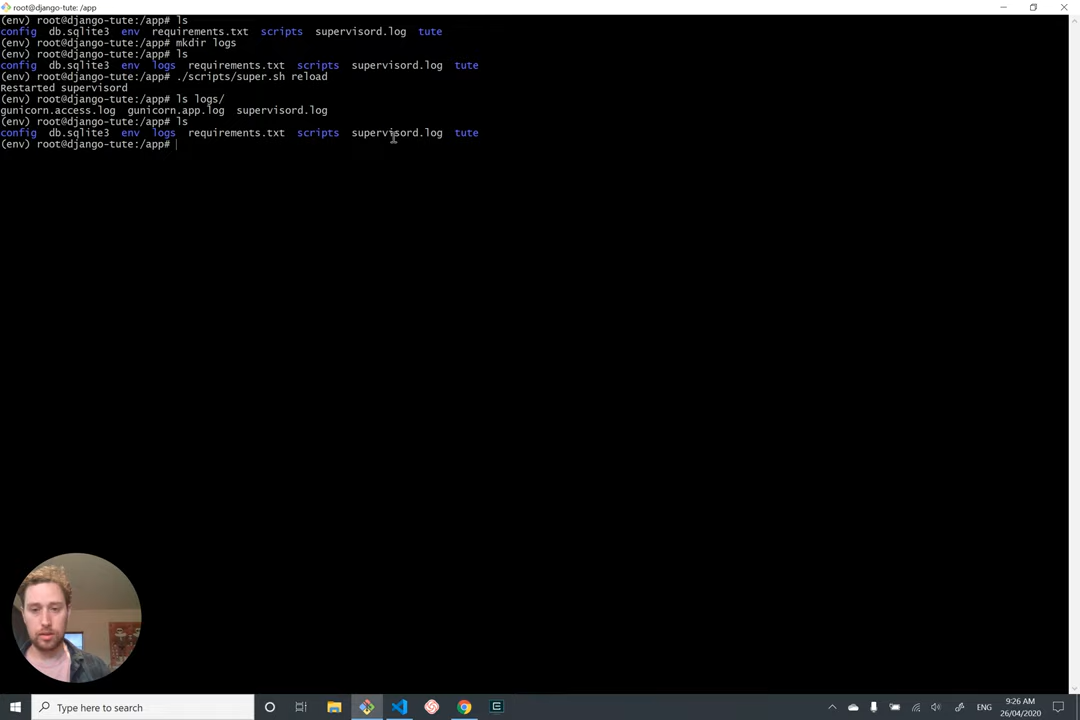 root@django-tute: /app
(env) root@django-tute:/app# ls
config db.sqlite3 env requirements.txt scripts supervisord.log tute
(env) root@django-tute:/app# mkdir logs
(env) root@django-tute:/app# ls
config db.sqlite3 env logs requirements.txt scripts supervisord.log tute
(env) root@django-tute:/app# ./scripts/super.sh reload
Restarted supervisord
(env) root@django-tute:/app# ls logs/
gunicorn.access.log gunicorn.app.log supervisord.log
(env) root@django-tute:/app# ls
config db.sqlite3 env logs requirements.txt scripts supervisord.log tute
(env) root@django-tute:/app#
Type here to search
ENG
9:26 AM
26/04/2020